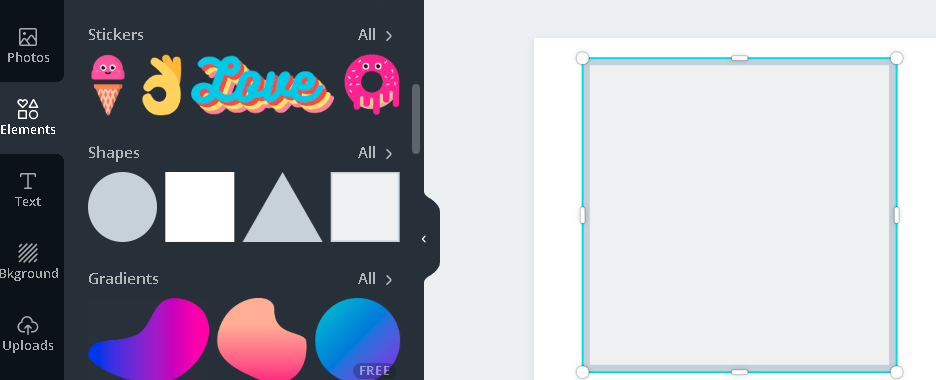 Photos
Elements
Text
Bkground
Uploads
Stickers All >
Love
Shapes All >
Gradients All >
FREE